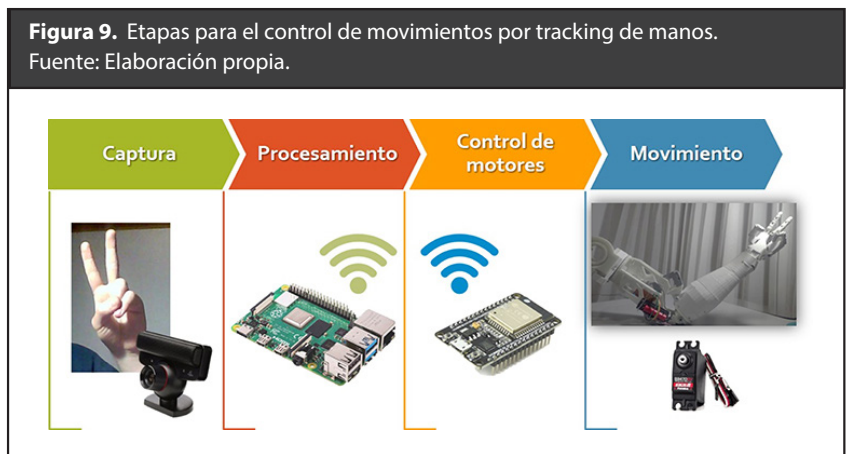 Figura 9. Etapas para el control de movimientos por tracking de manos.
Fuente: Elaboración propia.
Captura
Procesamiento
Control de
motores
Movimiento